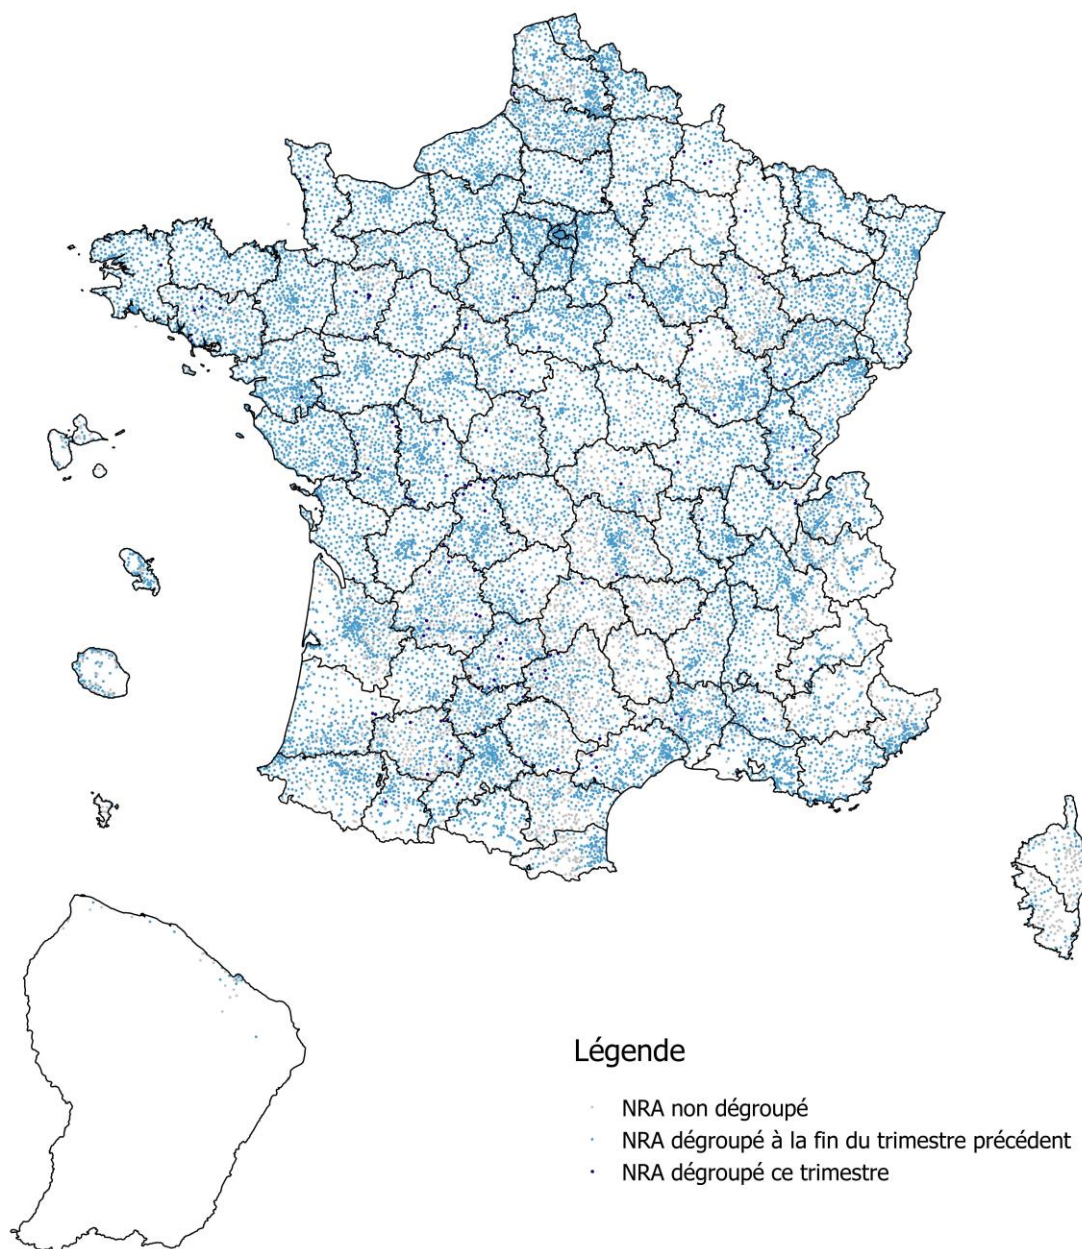 Légende
NRA non dégroupé
NRA dégroupé à la fin du trimestre précédent
NRA dégroupé ce trimestre